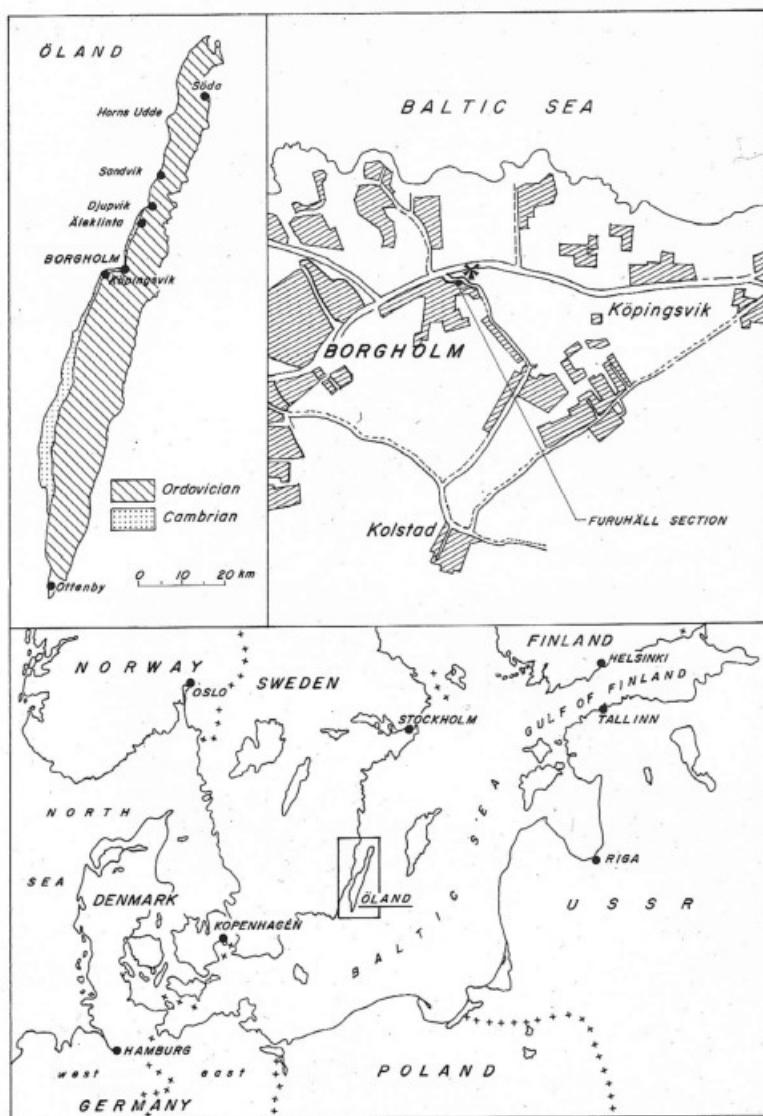 ÖLAND
Söda
Horns Udde
Sandvik
Djupvik
Äleklinta
BORGHOLM
Köpingsvik
Ordovician
Cambrian
0 10 20 km
Ottenby
BALTIC SEA
Köpingsvik
BORGHOLM
Kolstad
FURUHÄLL SECTION
FINLAND
NORWAY
HELSINKI
SWEDEN
OSLO
GULF OF FINLAND
STOCKHOLM
TALLINN
NORTH
SEA
BALTIC SEA
RIGA
DENMARK
ÖLAND
USSR
KOPENHAGEN
BALTIC
HAMBURG
west east
POLAND
GERMANY